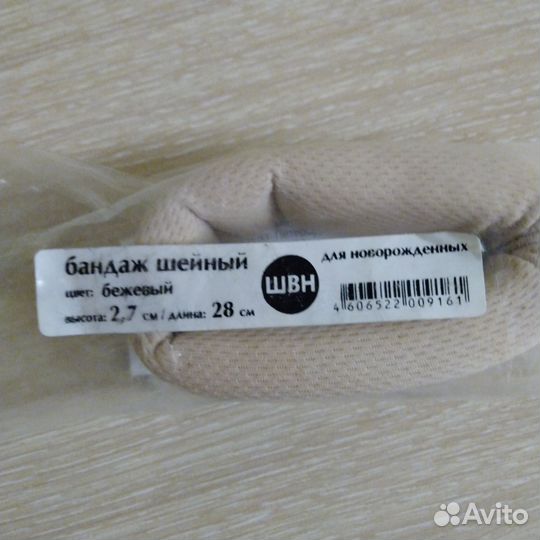 бандаж шейный
цвет: бежевый
высота: 2,7 см / длина: 28 см
ШВН
для новорожденных
4 606522 009161
Avito